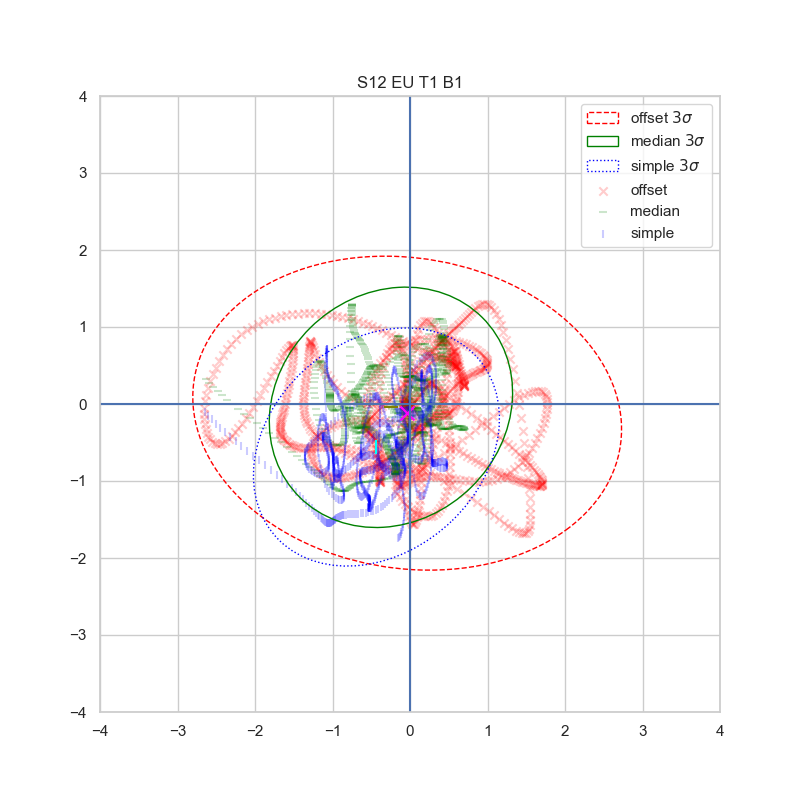 S12 EU T1 B1
offset 3σ
median 3σ
simple 3σ
offset
median
simple
4
3
2
1
0
−1
−2
−3
−4
−4 −3 −2 −1 0 1 2 3 4